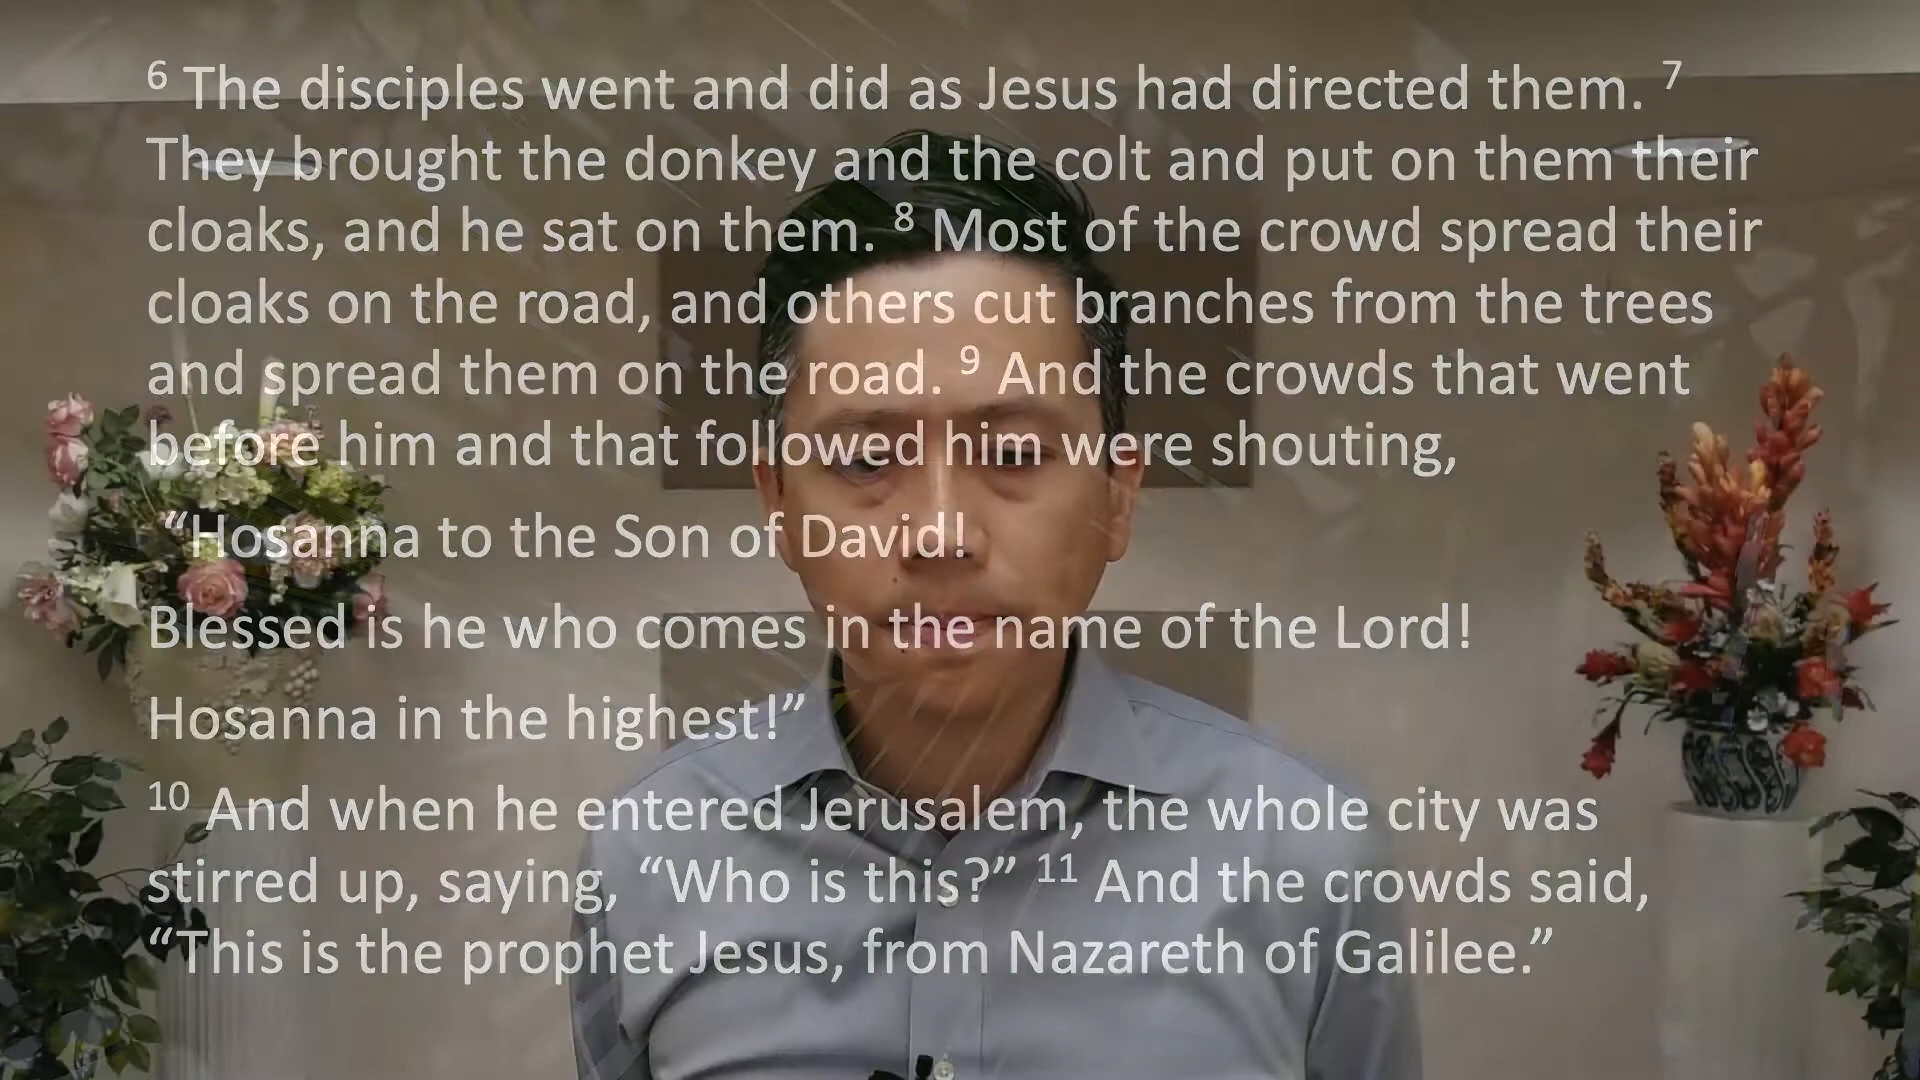 6 The disciples went and did as Jesus had directed them. 7
They brought the donkey and the colt and put on them their
cloaks, and he sat on them. 8 Most of the crowd spread their
cloaks on the road, and others cut branches from the trees
and spread them on the road. 9 And the crowds that went
before him and that followed him were shouting,
“Hosanna to the Son of David!
Blessed is he who comes in the name of the Lord!
Hosanna in the highest!”
10 And when he entered Jerusalem, the whole city was
stirred up, saying, “Who is this?” 11 And the crowds said,
“This is the prophet Jesus, from Nazareth of Galilee.”